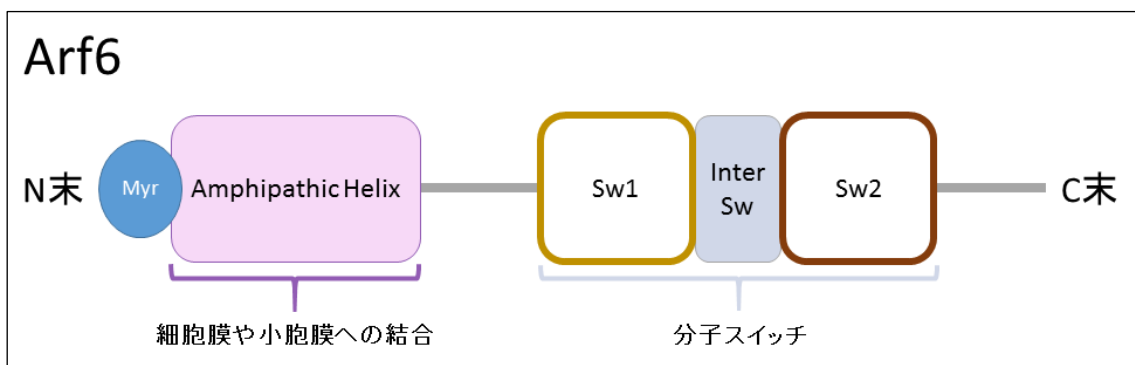 Arf6
N末
Myr
Amphipathic Helix
Sw1
Inter
Sw
Sw2
C末
細胞膜や小胞膜への結合
分子スイッチ